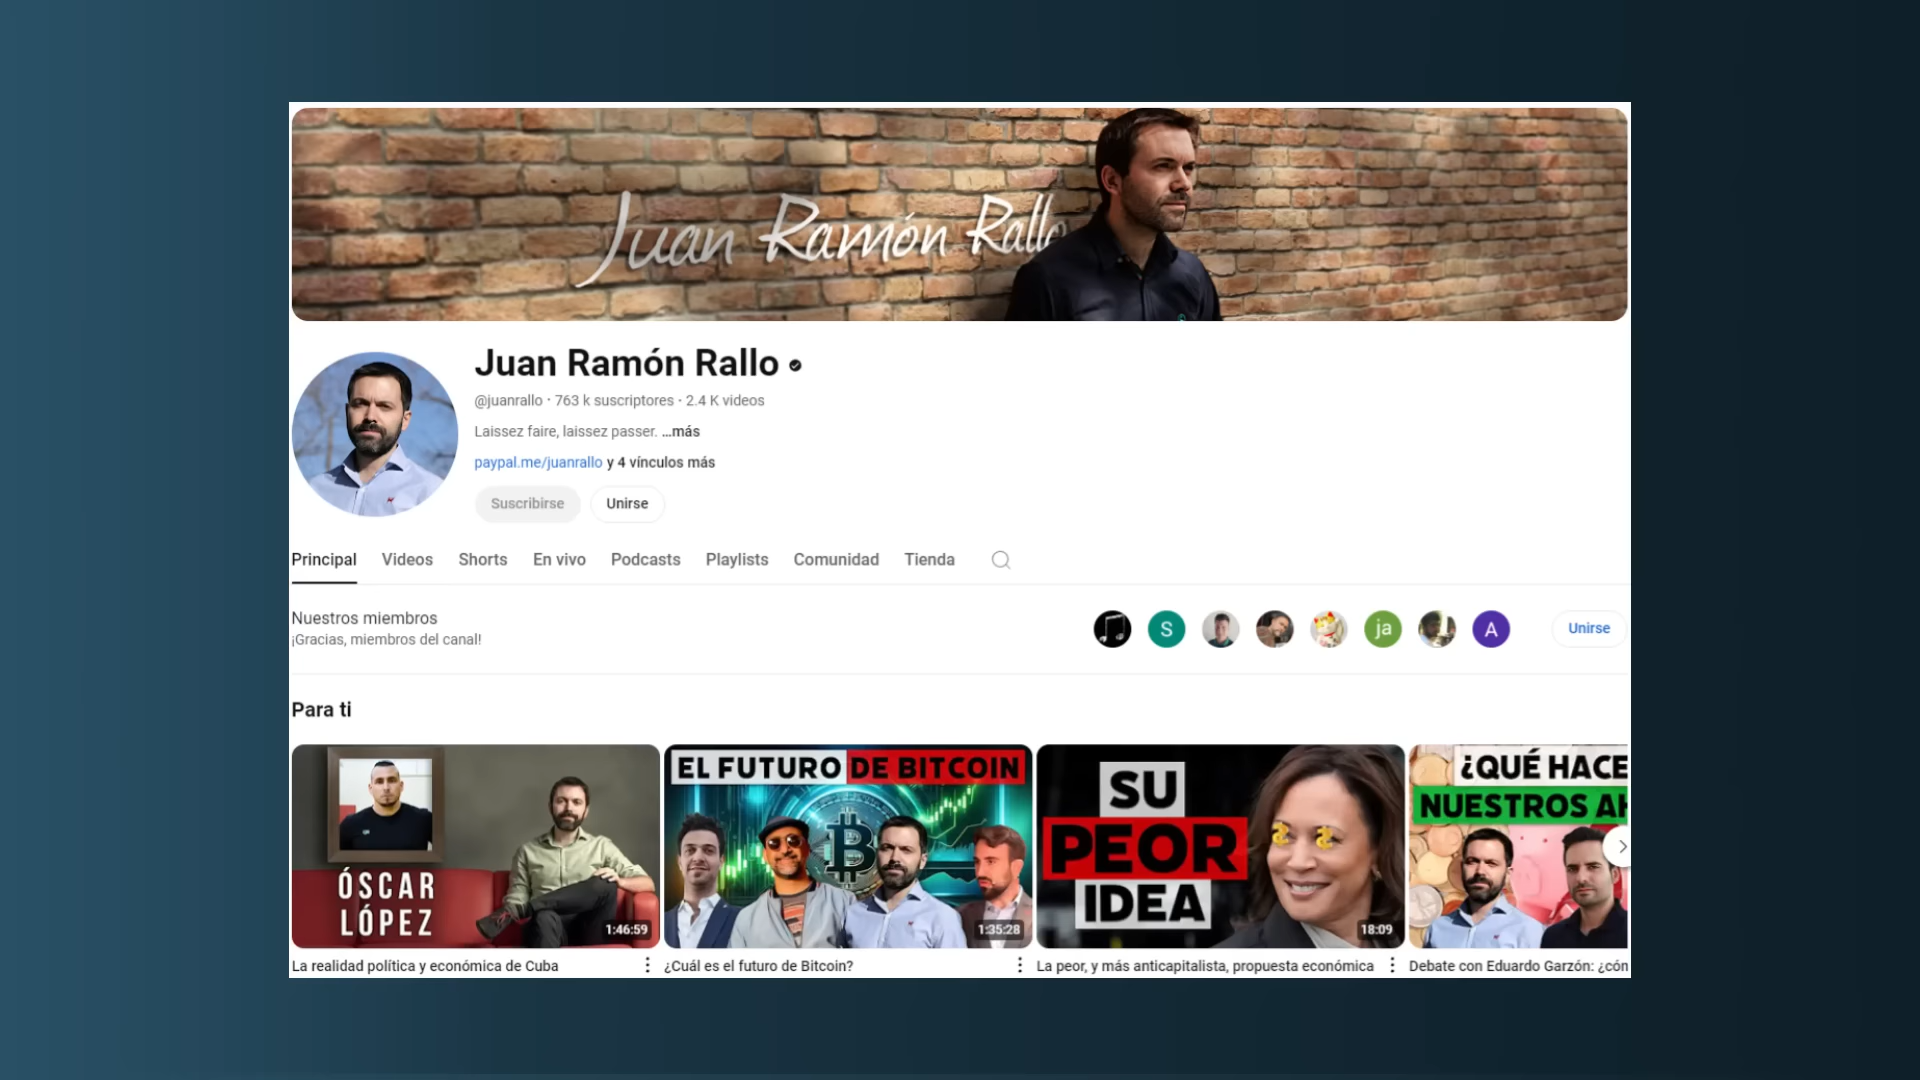 Juan Ramón Rallo
Juan Ramón Rallo
@juanrallo · 763 k suscriptores · 2.4 K videos
Laissez faire, laissez passer. ...más
paypal.me/juanrallo y 4 vínculos más
Suscribirse Unirse
Principal Videos Shorts En vivo Podcasts Playlists Comunidad Tienda
Nuestros miembros
¡Gracias, miembros del canal!
S ja A
Unirse
Para ti
ÓSCAR
LÓPEZ
1:46:59
EL FUTURO DE BITCOIN
1:35:28
SU
PEOR
IDEA
18:09
¿QUÉ HACE
NUESTROS AH
La realidad política y económica de Cuba
¿Cuál es el futuro de Bitcoin?
La peor, y más anticapitalista, propuesta económica
Debate con Eduardo Garzón: ¿cón